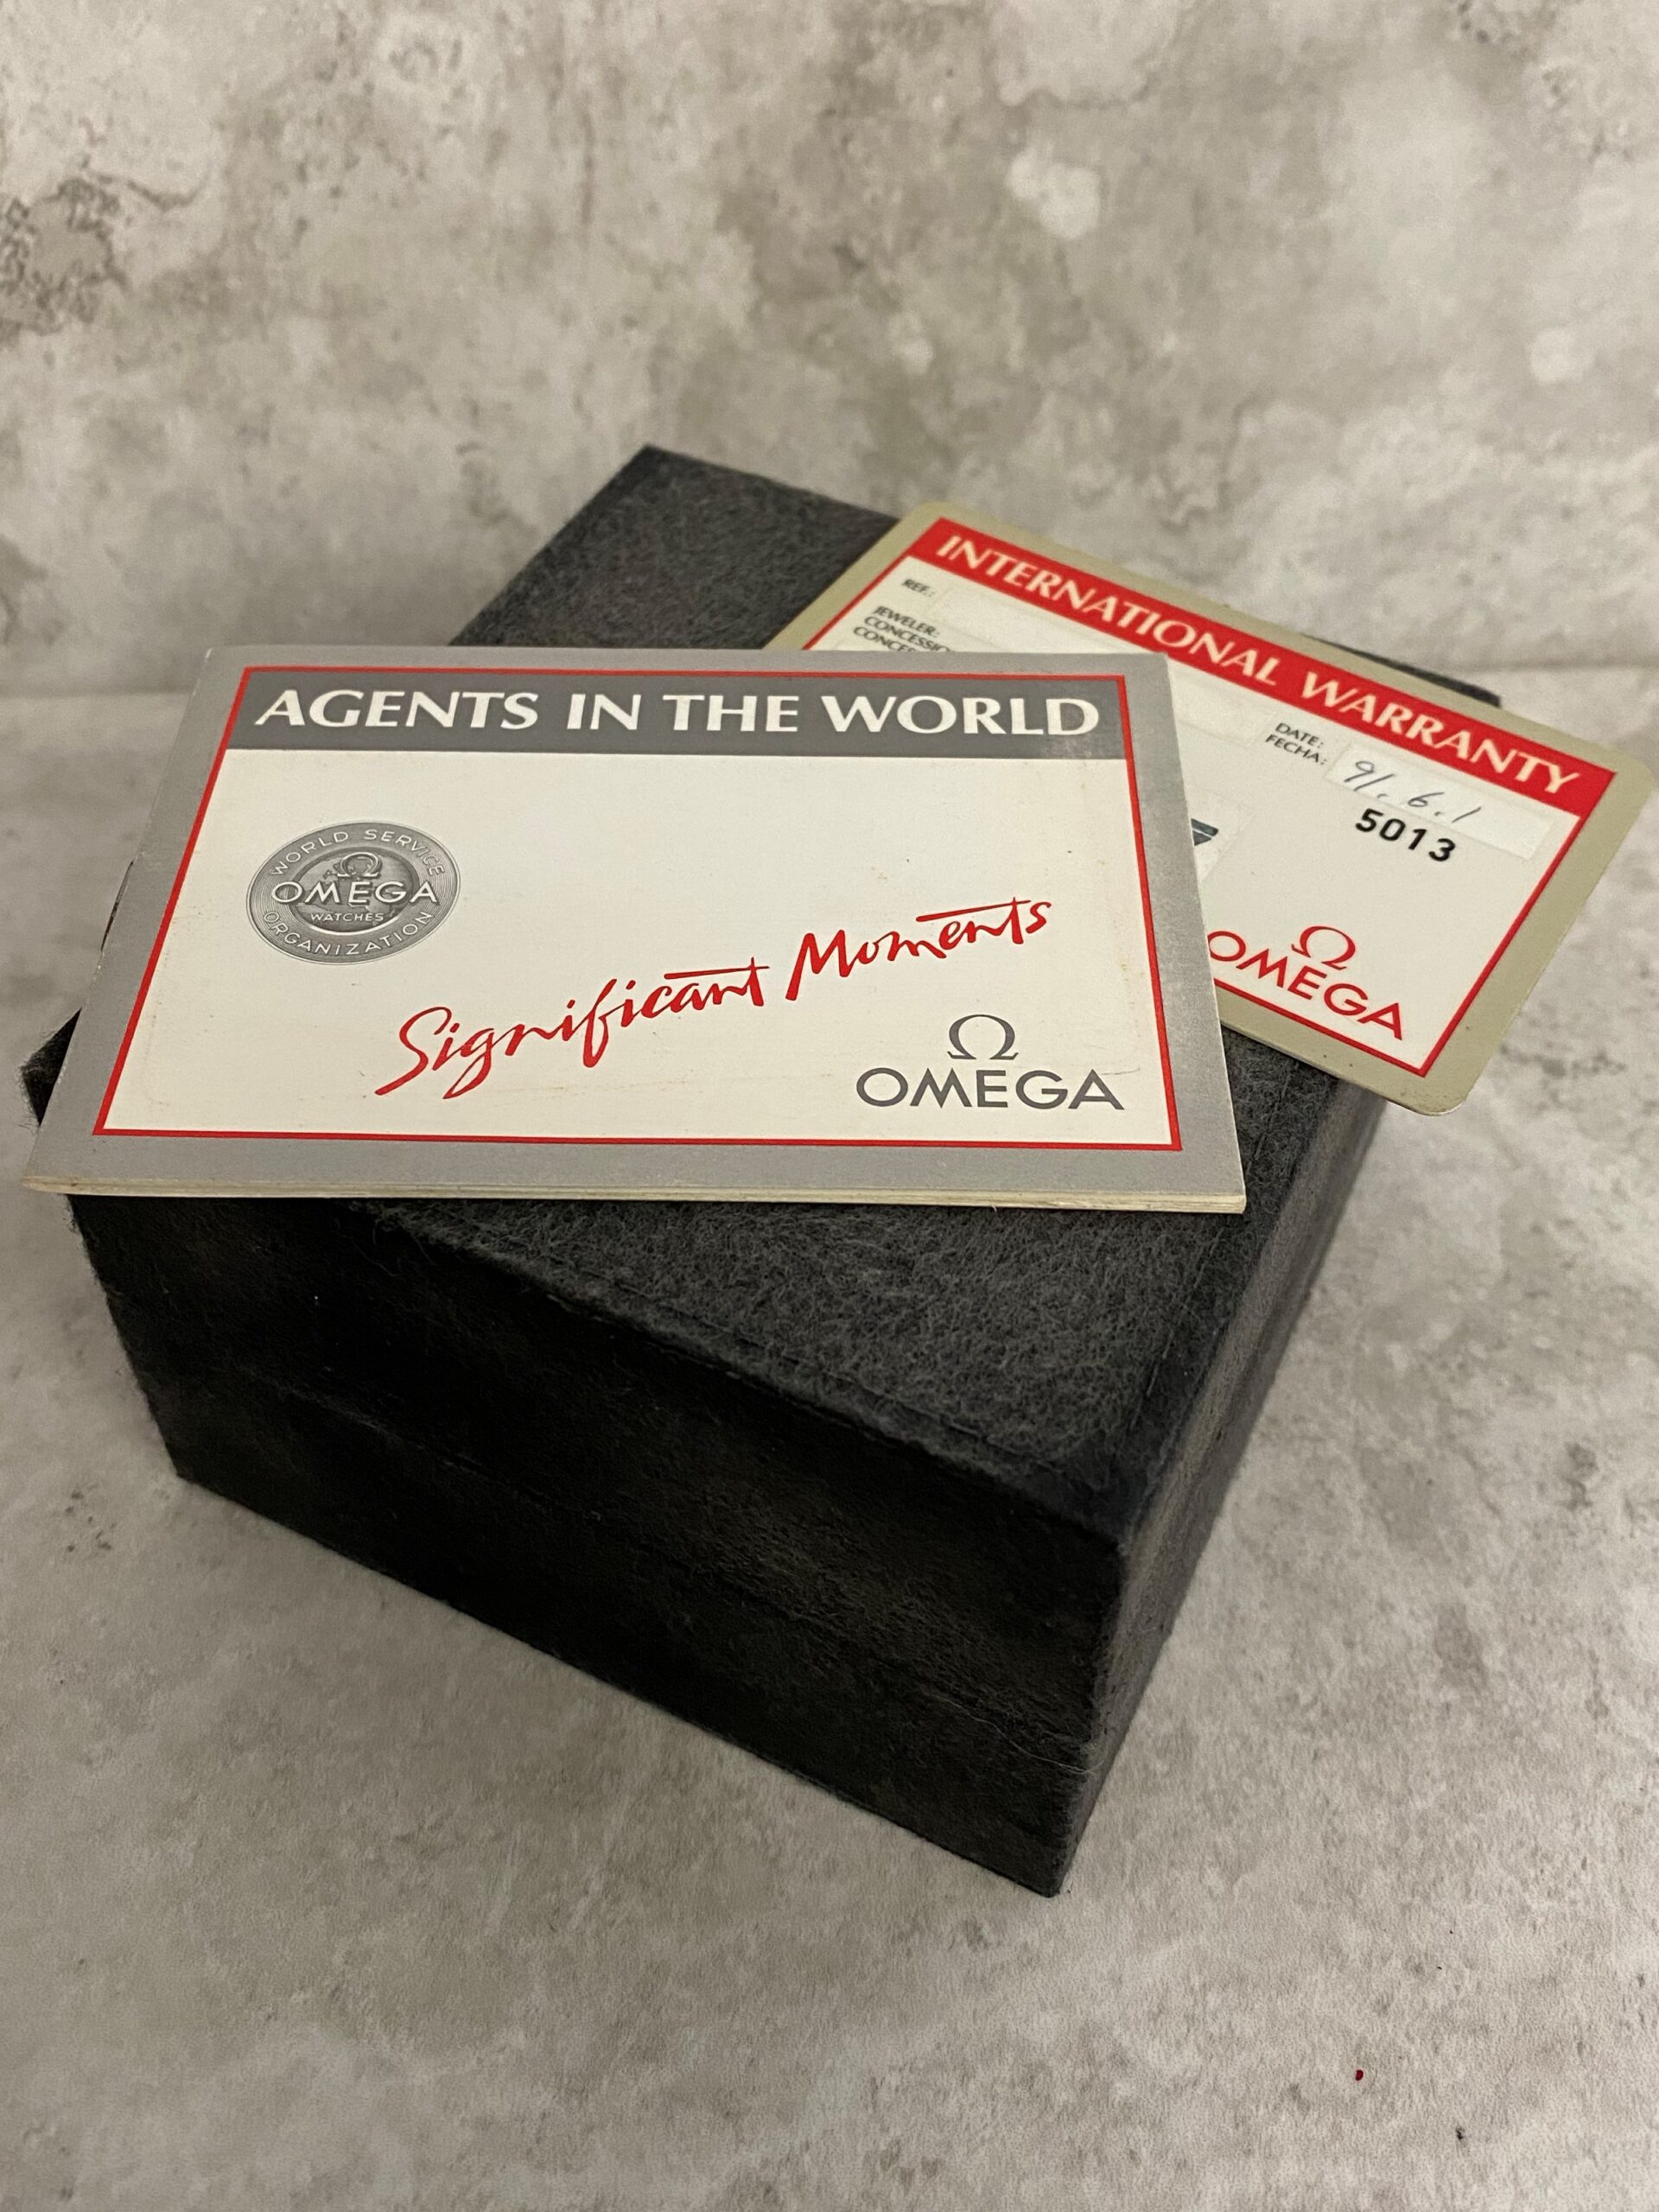 INTERNATIONAL WARRANTY
REF.:
JEWELER:
DATE:
FECHA:
91.6.1
5013
Ω
OMEGA
AGENTS IN THE WORLD
WORLD SERVICE
Ω
OMEGA
WATCHES
ORGANIZATION
Significant Moments
Ω
OMEGA